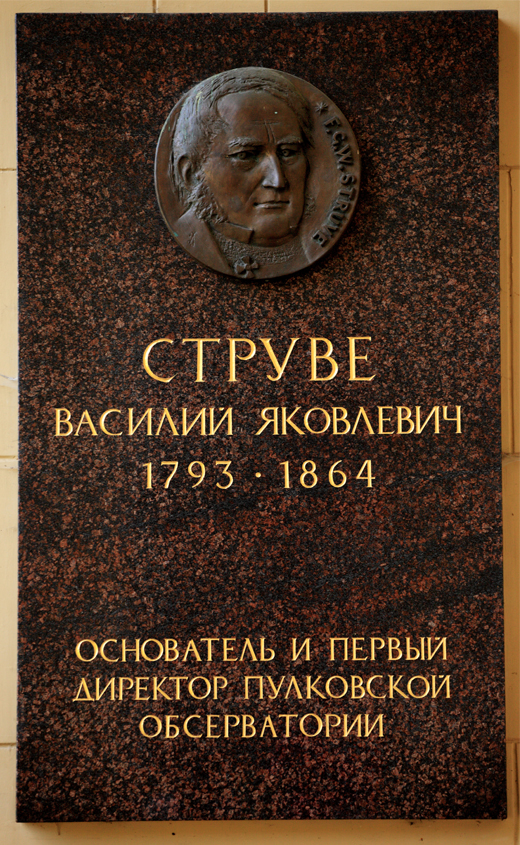 F.G.W. STRUVE
СТРУВЕ
ВАСИЛИЙ ЯКОВЛЕВИЧ
1793 · 1864
ОСНОВАТЕЛЬ И ПЕРВЫЙ
ДИРЕКТОР ПУЛКОВСКОЙ
ОБСЕРВАТОРИИ